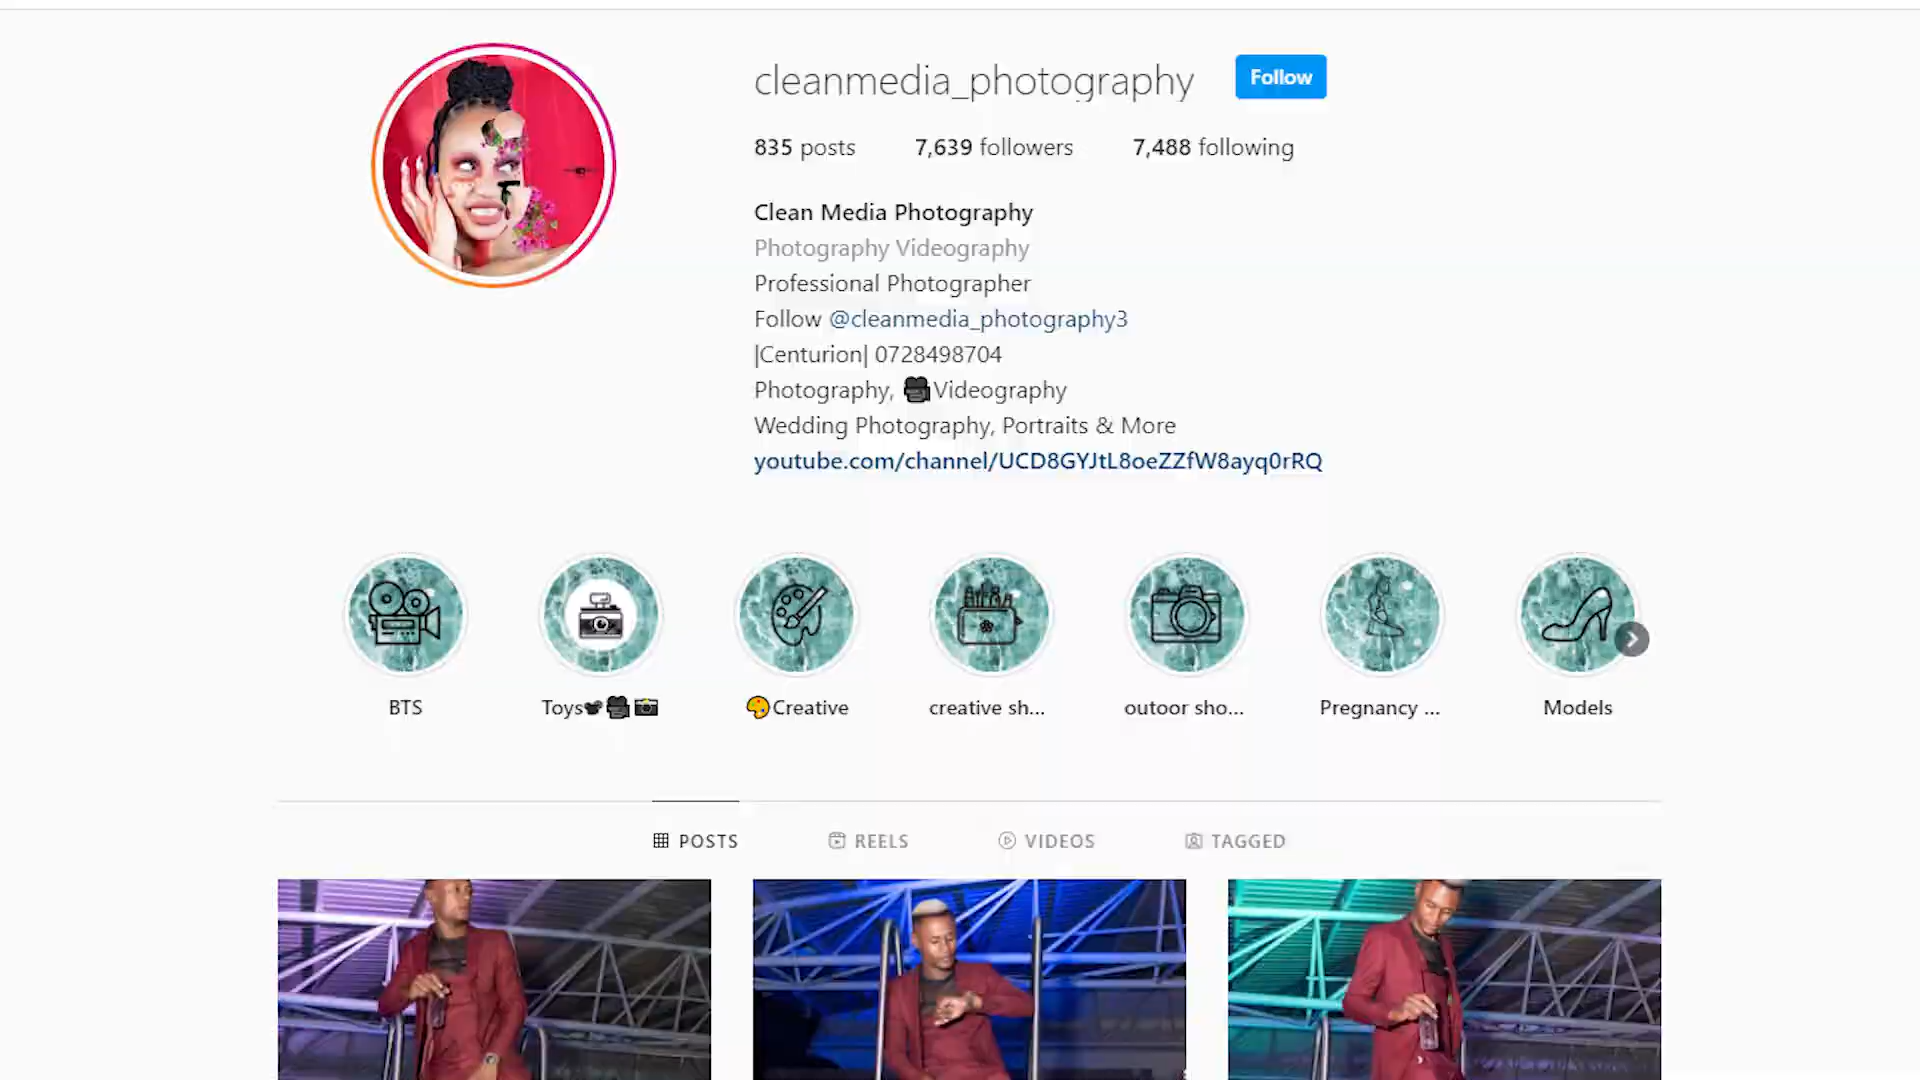 cleanmedia_photography Follow
835 posts 7,639 followers 7,488 following
Clean Media Photography
Photography Videography
Professional Photographer
Follow @cleanmedia_photography3
|Centurion| 0728498704
Photography, 🎥Videography
Wedding Photography, Portraits & More
youtube.com/channel/UCD8GYJtL8oeZZfW8ayq0rRQ
BTS Toys📽🎥📸 🎨Creative creative sh... outoor sho... Pregnancy ... Models
POSTS REELS VIDEOS TAGGED